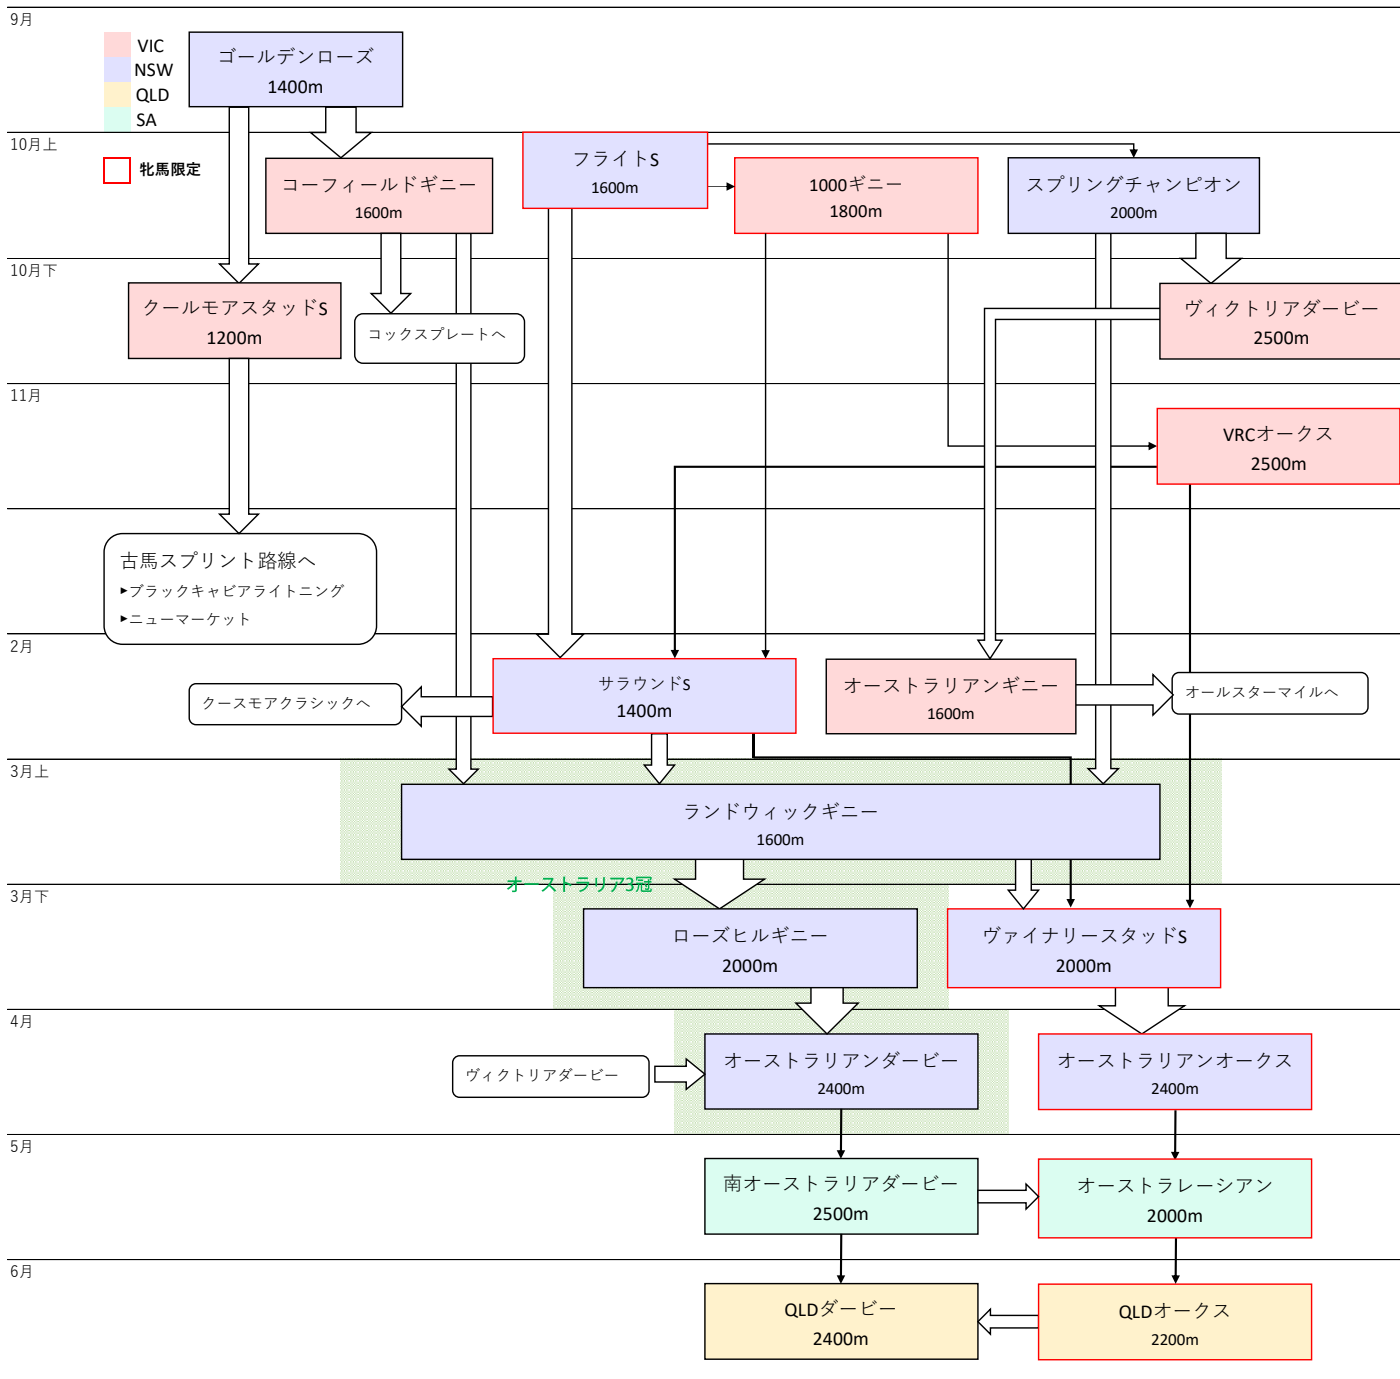 9月
VIC
NSW
QLD
SA
牝馬限定
ゴールデンローズ
1400m
10月上
コーフィールドギニー
1600m
フライトS
1600m
1000ギニー
1800m
スプリングチャンピオン
2000m
10月下
クールモアスタッドS
1200m
コックスプレートへ
ヴィクトリアダービー
2500m
11月
VRCオークス
2500m
古馬スプリント路線へ
▸ブラックキャビアライトニング
▸ニューマーケット
2月
クースモアクラシックへ
サラウンドS
1400m
オーストラリアンギニー
1600m
オールスターマイルへ
3月上
ランドウィックギニー
1600m
オーストラリア3冠
3月下
ローズヒルギニー
2000m
ヴァイナリースタッドS
2000m
4月
ヴィクトリアダービー
オーストラリアンダービー
2400m
オーストラリアンオークス
2400m
5月
南オーストラリアダービー
2500m
オーストラレーシアン
2000m
6月
QLDダービー
2400m
QLDオークス
2200m